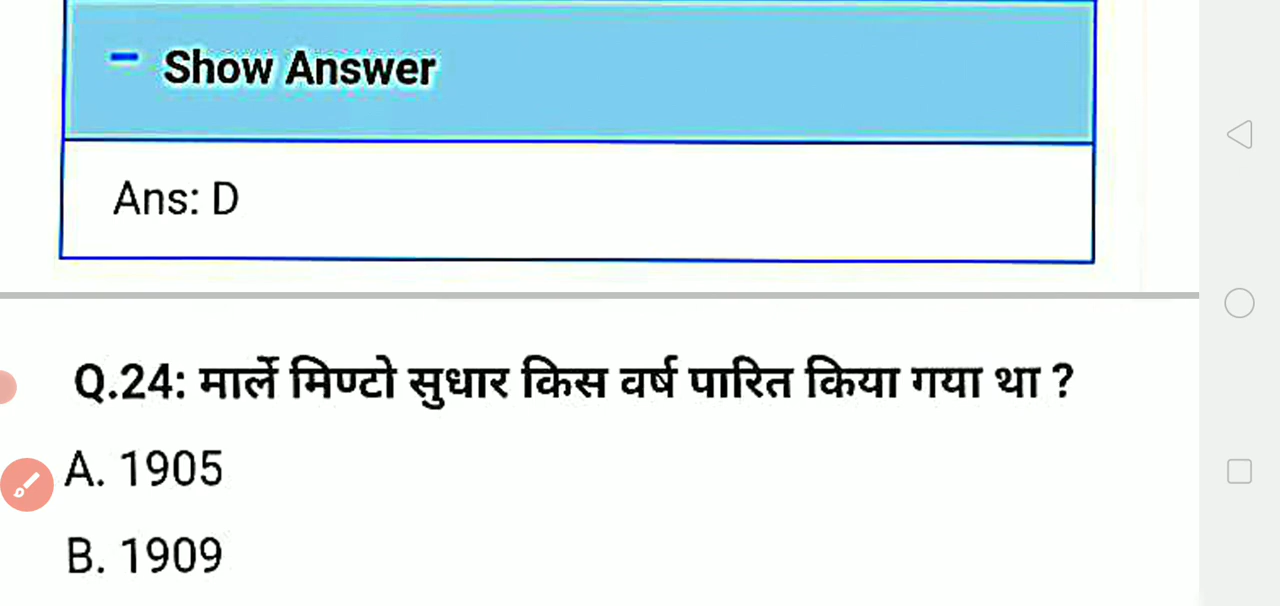 − Show Answer
Ans: D
Q.24: मार्ले मिण्टो सुधार किस वर्ष पारित किया गया था ?
A. 1905
B. 1909